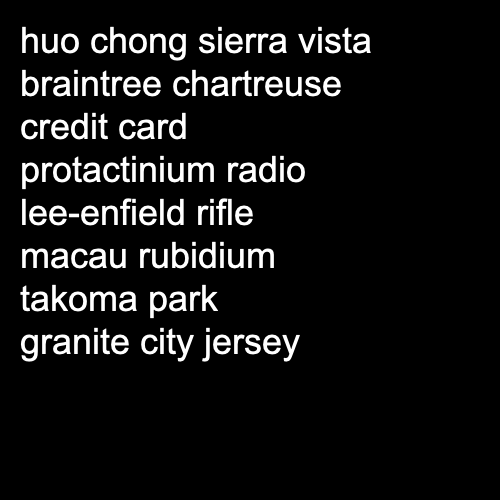 huo chong sierra vista
braintree chartreuse
credit card
protactinium radio
lee-enfield rifle
macau rubidium
takoma park
granite city jersey